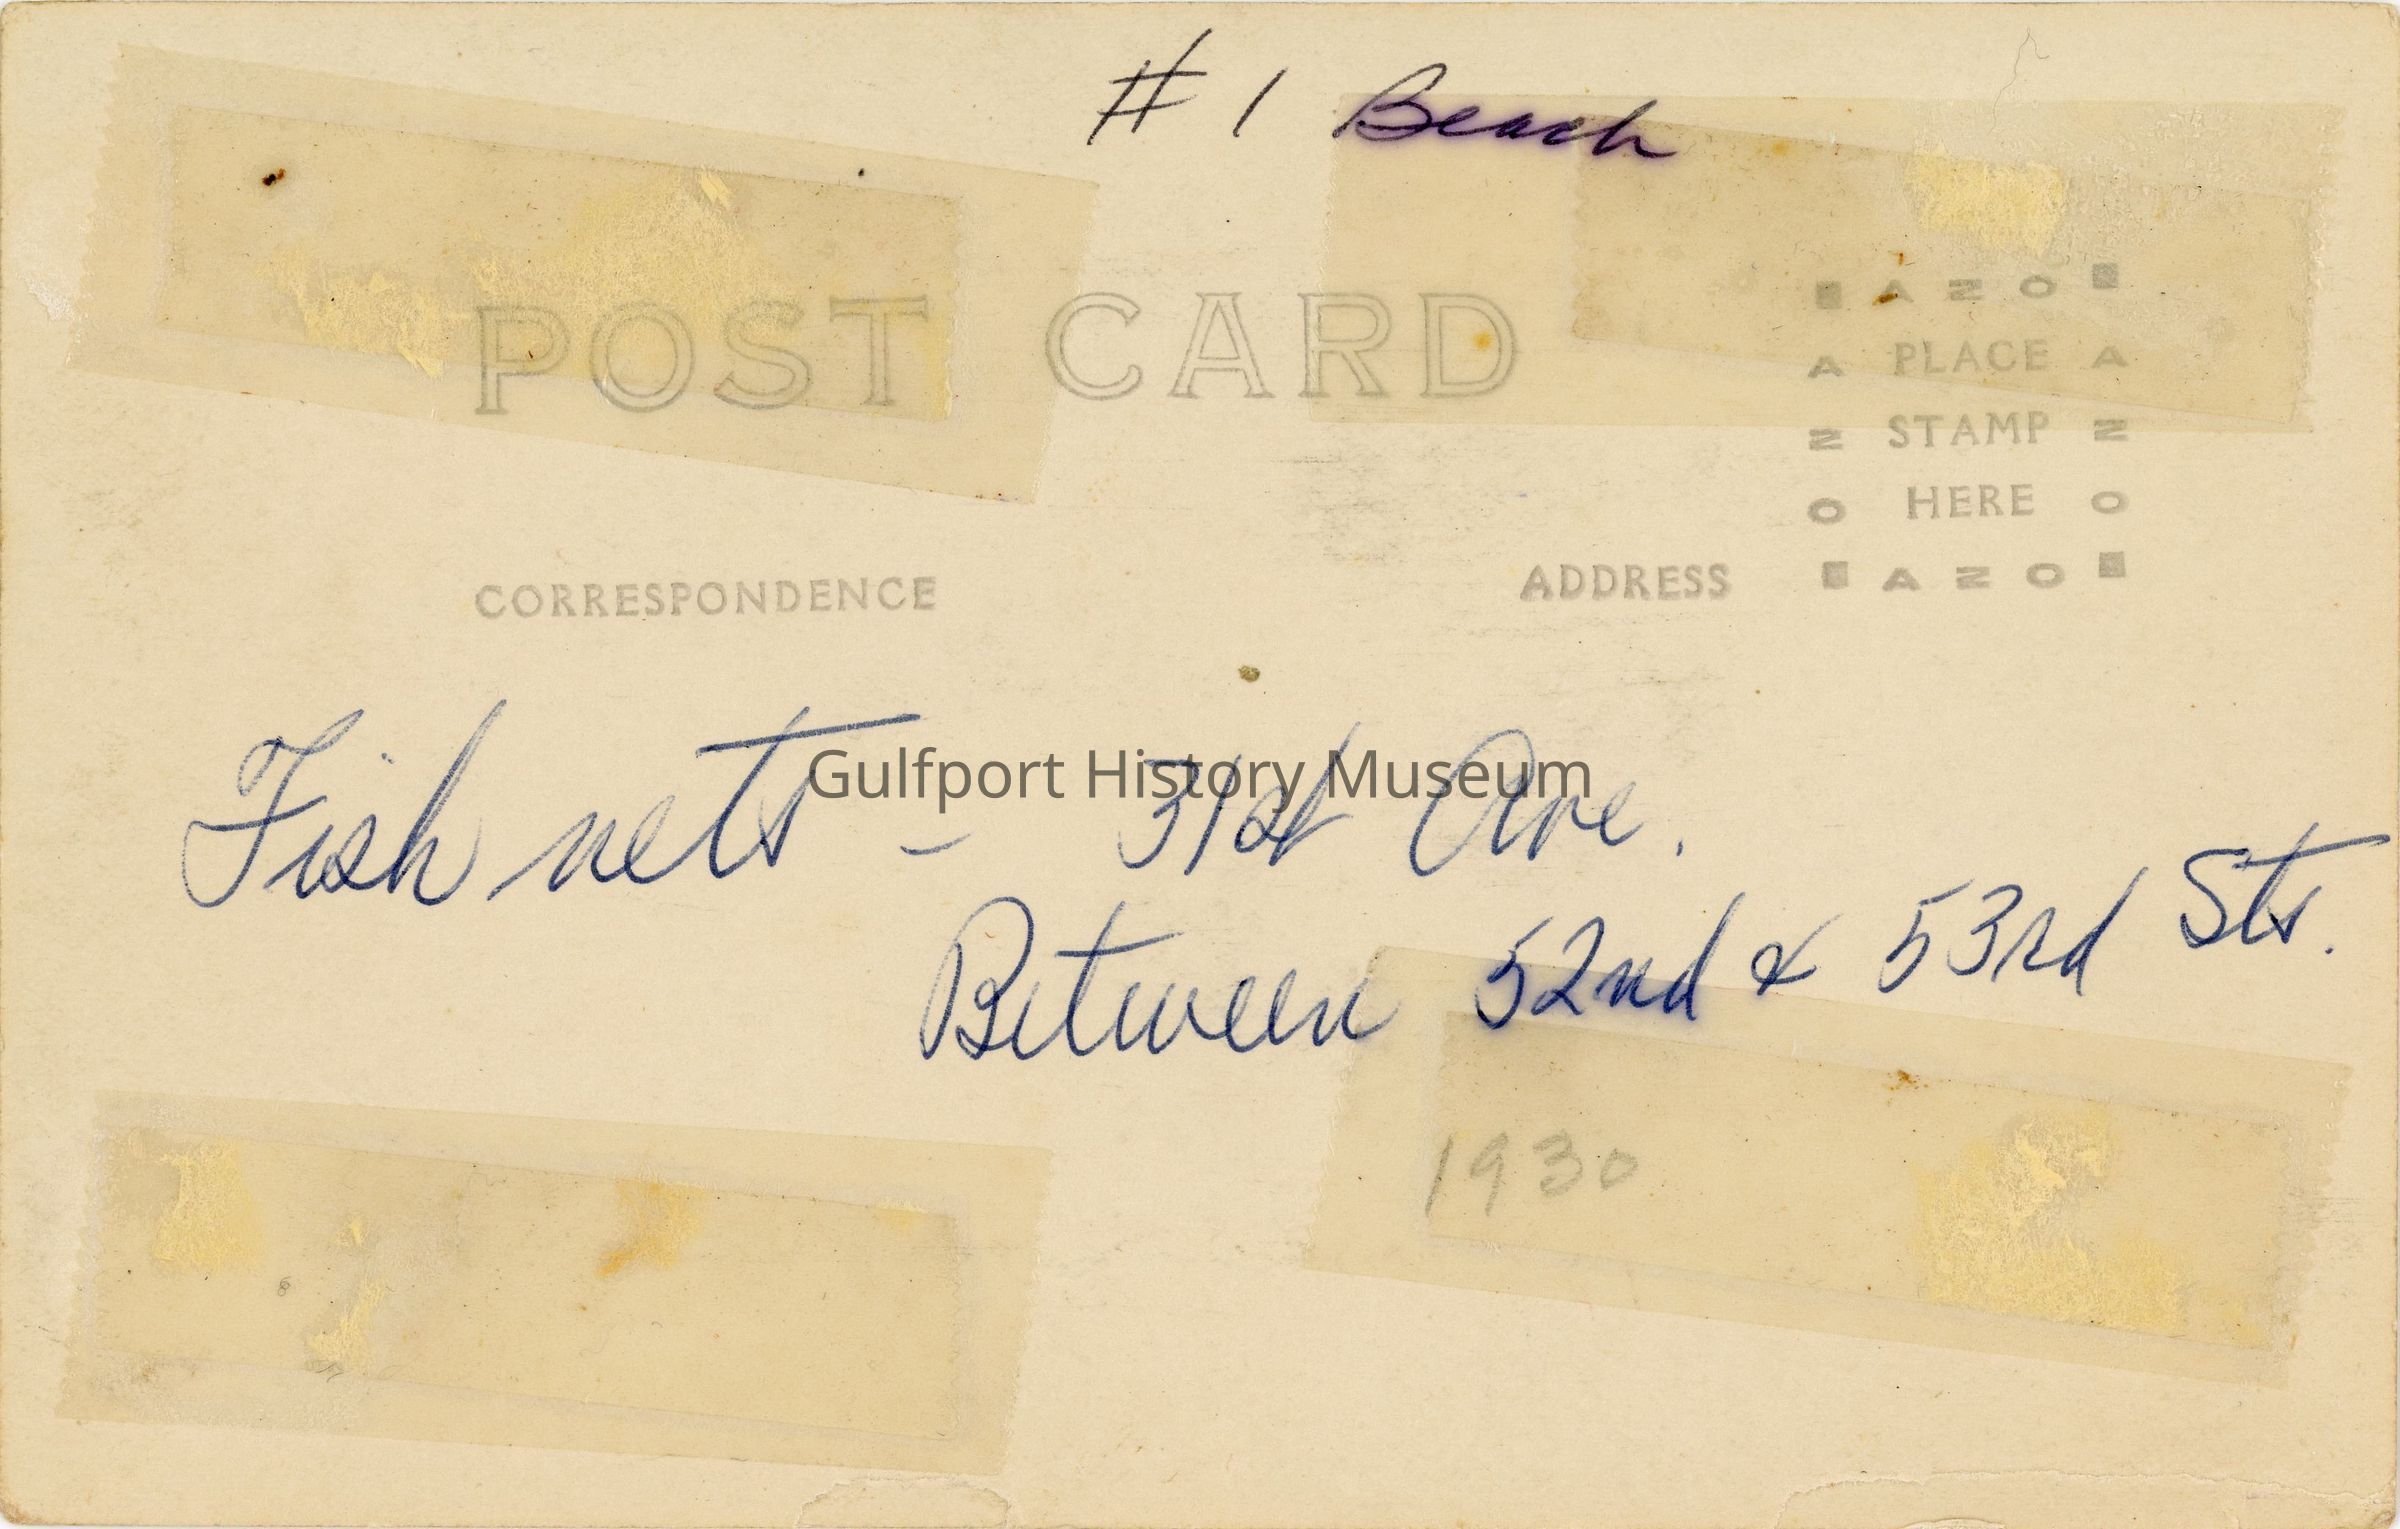 # 1 Beach
POST CARD
AZO
A PLACE A
Z STAMP Z
O HERE O
CORRESPONDENCE
ADDRESS
AZO
Gulfport History Museum
Fish nets - 31st Ave.
Between 52nd & 53rd Sts.
1930